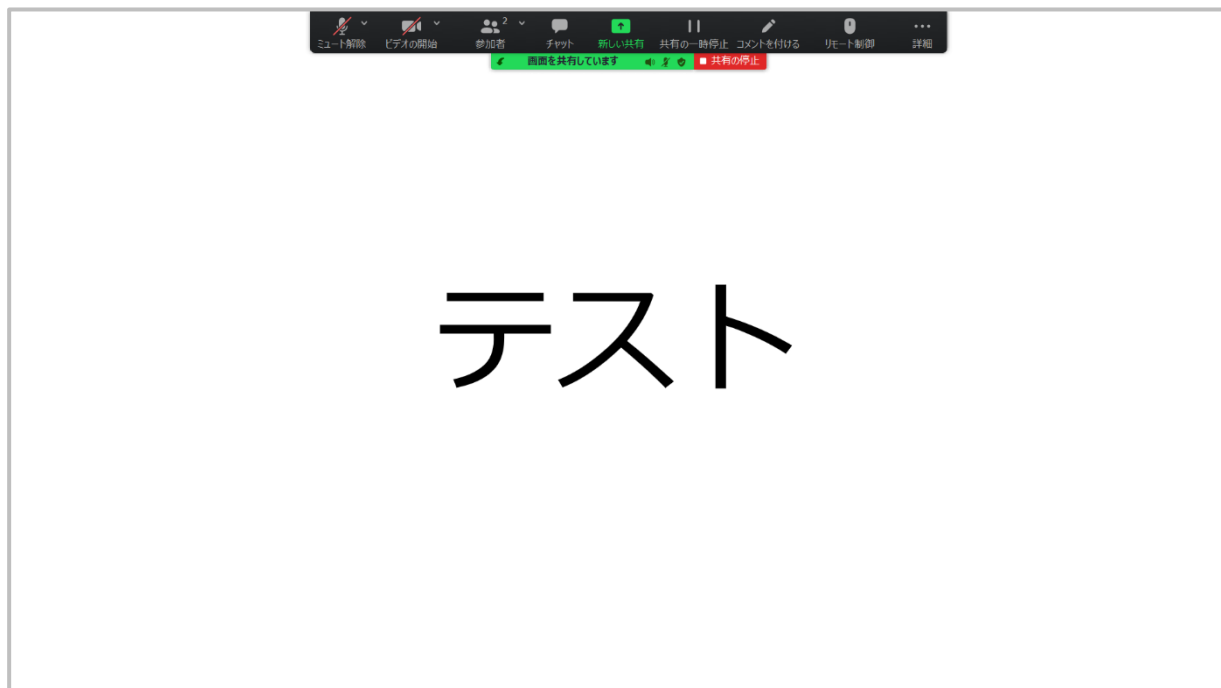 ミュート解除 ビデオの開始 参加者 2 チャット 新しい共有 共有の一時停止 コメントを付ける リモート制御 詳細
画面を共有しています 共有の停止
テスト